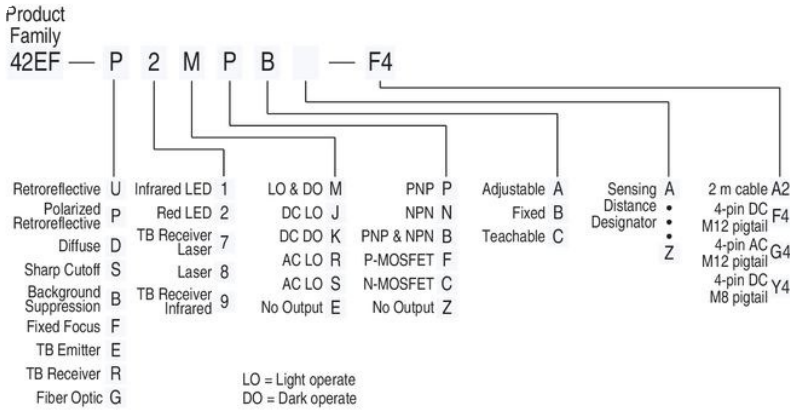 Product
Family
42EF — P 2 M P B — F4
Retroreflective U
Polarized
Retroreflective P
Diffuse D
Sharp Cutoff S
Background
Suppression B
Fixed Focus F
TB Emitter E
TB Receiver R
Fiber Optic G
Infrared LED 1
Red LED 2
TB Receiver
Laser 7
Laser 8
TB Receiver
Infrared 9
LO & DO M
DC LO J
DC DO K
AC LO R
AC LO S
No Output E
PNP P
NPN N
PNP & NPN B
P-MOSFET F
N-MOSFET C
No Output Z
Adjustable A
Fixed B
Teachable C
Sensing A
Distance •
Designator •
•
Z
2 m cable A2
4-pin DC
M12 pigtail F4
4-pin AC
M12 pigtail G4
4-pin DC
M8 pigtail Y4
LO = Light operate
DO = Dark operate